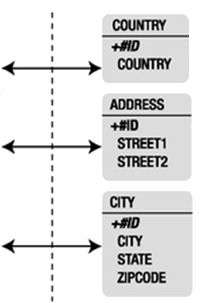 COUNTRY
+#ID
COUNTRY
ADDRESS
+#ID
STREET1
STREET2
CITY
+#ID
CITY
STATE
ZIPCODE